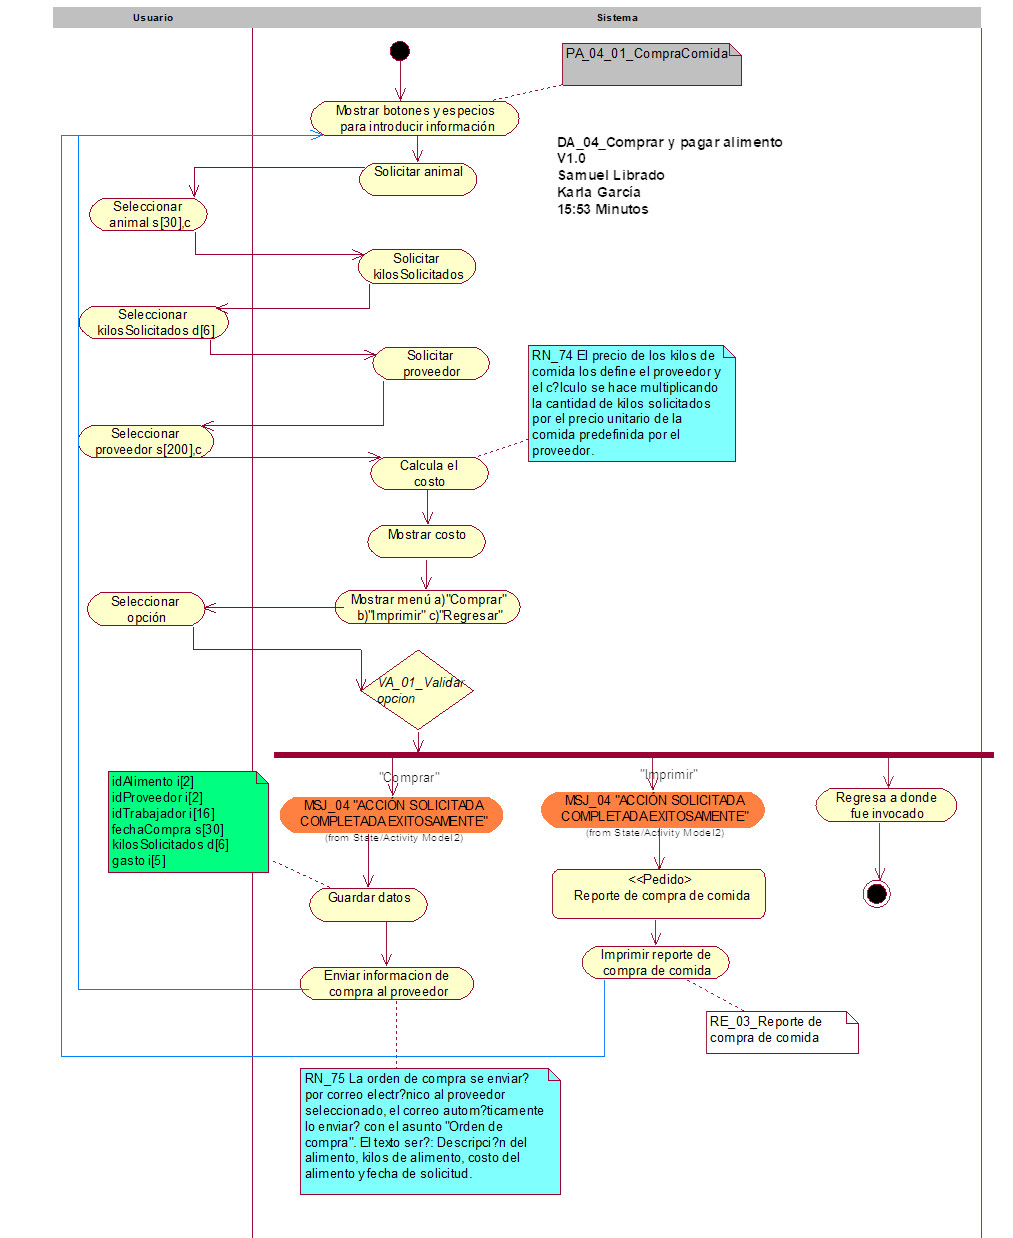 Usuario
Sistema
PA_04_01_CompraComida
Mostrar botones y especios
para introducir información
DA_04_Comprar y pagar alimento
V1.0
Samuel Librado
Karla García
15:53 Minutos
Solicitar animal
Seleccionar
animal s[30],c
Solicitar
kilosSolicitados
Seleccionar
kilosSolicitados d[6]
Solicitar
proveedor
RN_74 El precio de los kilos de
comida los define el proveedor y
el c?lculo se hace multiplicando
la cantidad de kilos solicitados
por el precio unitario de la
comida predefinida por el
proveedor.
Seleccionar
proveedor s[200],c
Calcula el
costo
Mostrar costo
Mostrar menú a)"Comprar"
b)"Imprimir" c)"Regresar"
Seleccionar
opción
VA_01_Validar
opcion
"Comprar"
"Imprimir"
idAlimento i[2]
idProveedor i[2]
idTrabajador i[16]
fechaCompra s[30]
kilosSolicitados d[6]
gasto i[5]
MSJ_04 "ACCIÓN SOLICITADA
COMPLETADA EXITOSAMENTE"
(from State/Activity Model2)
MSJ_04 "ACCIÓN SOLICITADA
COMPLETADA EXITOSAMENTE"
(from State/Activity Model2)
Regresa a donde
fue invocado
Guardar datos
<<Pedido>
Reporte de compra de comida
Enviar informacion de
compra al proveedor
Imprimir reporte de
compra de comida
RE_03_Reporte de
compra de comida
RN_75 La orden de compra se enviar?
por correo electr?nico al proveedor
seleccionado, el correo autom?ticamente
lo enviar? con el asunto "Orden de
compra". El texto ser?: Descripci?n del
alimento, kilos de alimento, costo del
alimento y fecha de solicitud.